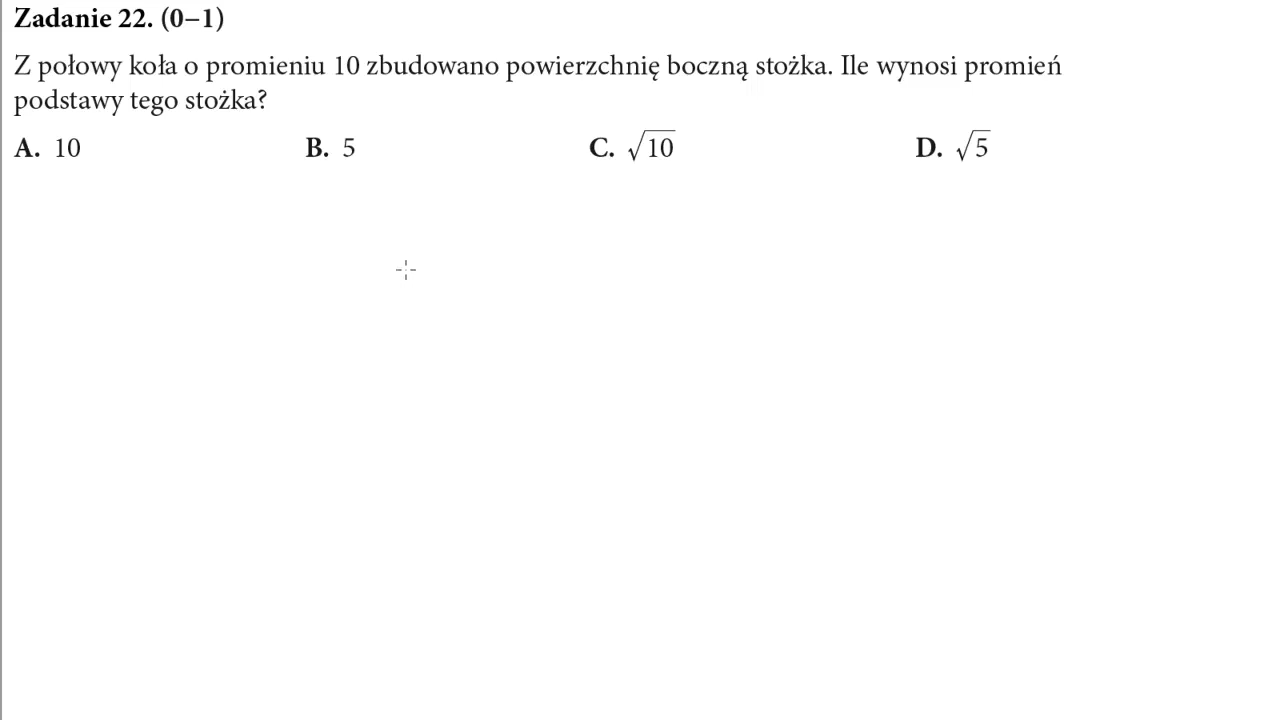 Zadanie 22. (0–1)
Z połowy koła o promieniu 10 zbudowano powierzchnię boczną stożka. Ile wynosi promień
podstawy tego stożka?
A. 10 B. 5 C. √10 D. √5